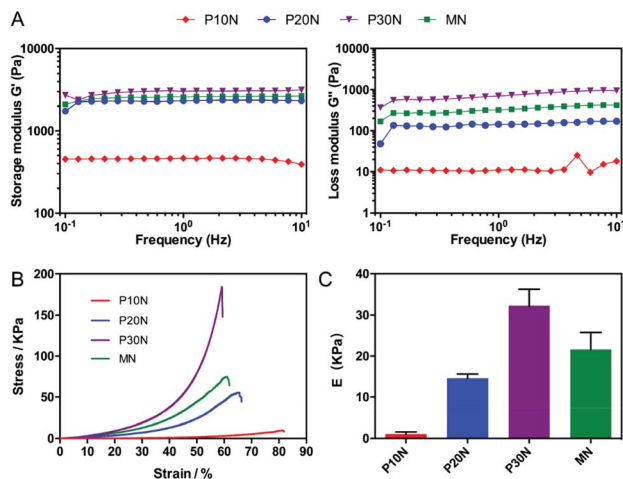 A
P10N P20N P30N MN
Storage modulus G' (Pa)
10000
1000
100
10-1 100 101
Frequency (Hz)
Loss modulus G'' (Pa)
10000
1000
100
10
1
10-1 100 101
Frequency (Hz)
B
Stress / KPa
200
150
100
50
0
P10N
P20N
P30N
MN
0 10 20 30 40 50 60 70 80 90 100
Strain / %
C
E (KPa)
40
30
20
10
0
P10N P20N P30N MN